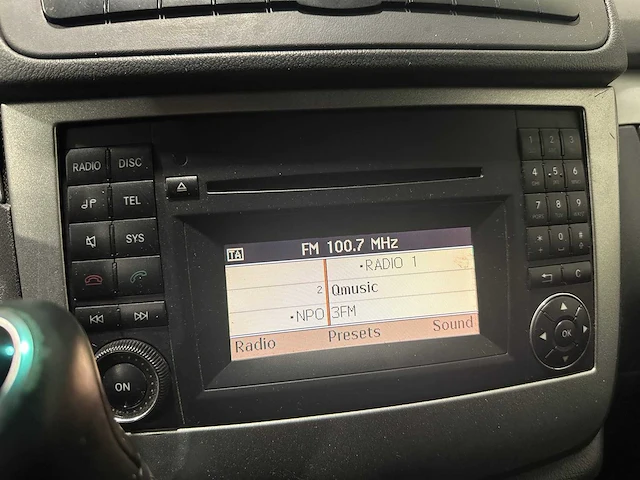 RADIO DISC
TEL
SYS
ON
TA
FM 100.7 MHz
•RADIO 1
2 Qmusic
•NPO 3FM
Radio Presets Sound
1 2 3
4 5 6
7 8 9
* 0 #
C
OK